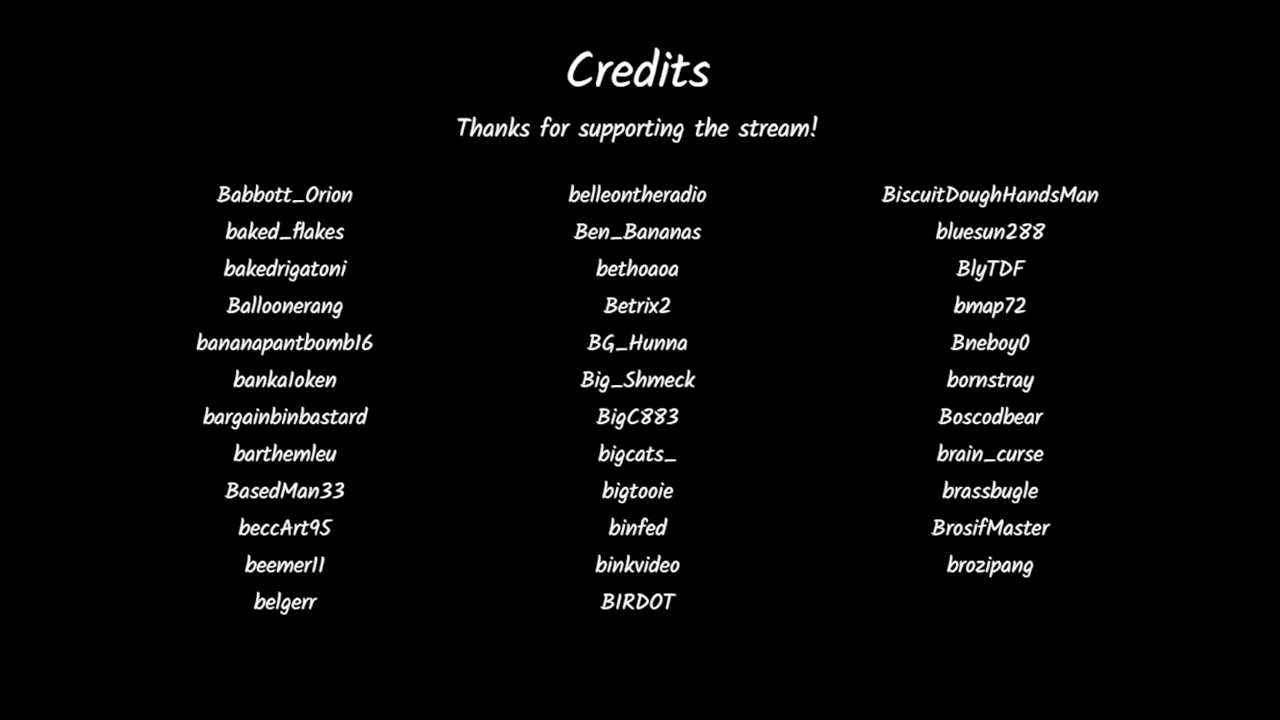 Credits
Thanks for supporting the stream!
Babbott_Orion
baked_flakes
bakedrigatoni
Balloonerang
bananapantbomb16
banka1oken
bargainbinbastard
barthemleu
BasedMan33
beccArt95
beemer11
belgerr
belleontheradio
Ben_Bananas
bethoaoa
Betrix2
BG_Hunna
Big_Shmeck
BigC883
bigcats_
bigtooie
binfed
binkvideo
BIRDOT
BiscuitDoughHandsMan
bluesun288
BlyTDF
bmap72
Bneboy0
bornstray
Boscodbear
brain_curse
brassbugle
BrosifMaster
brozipang